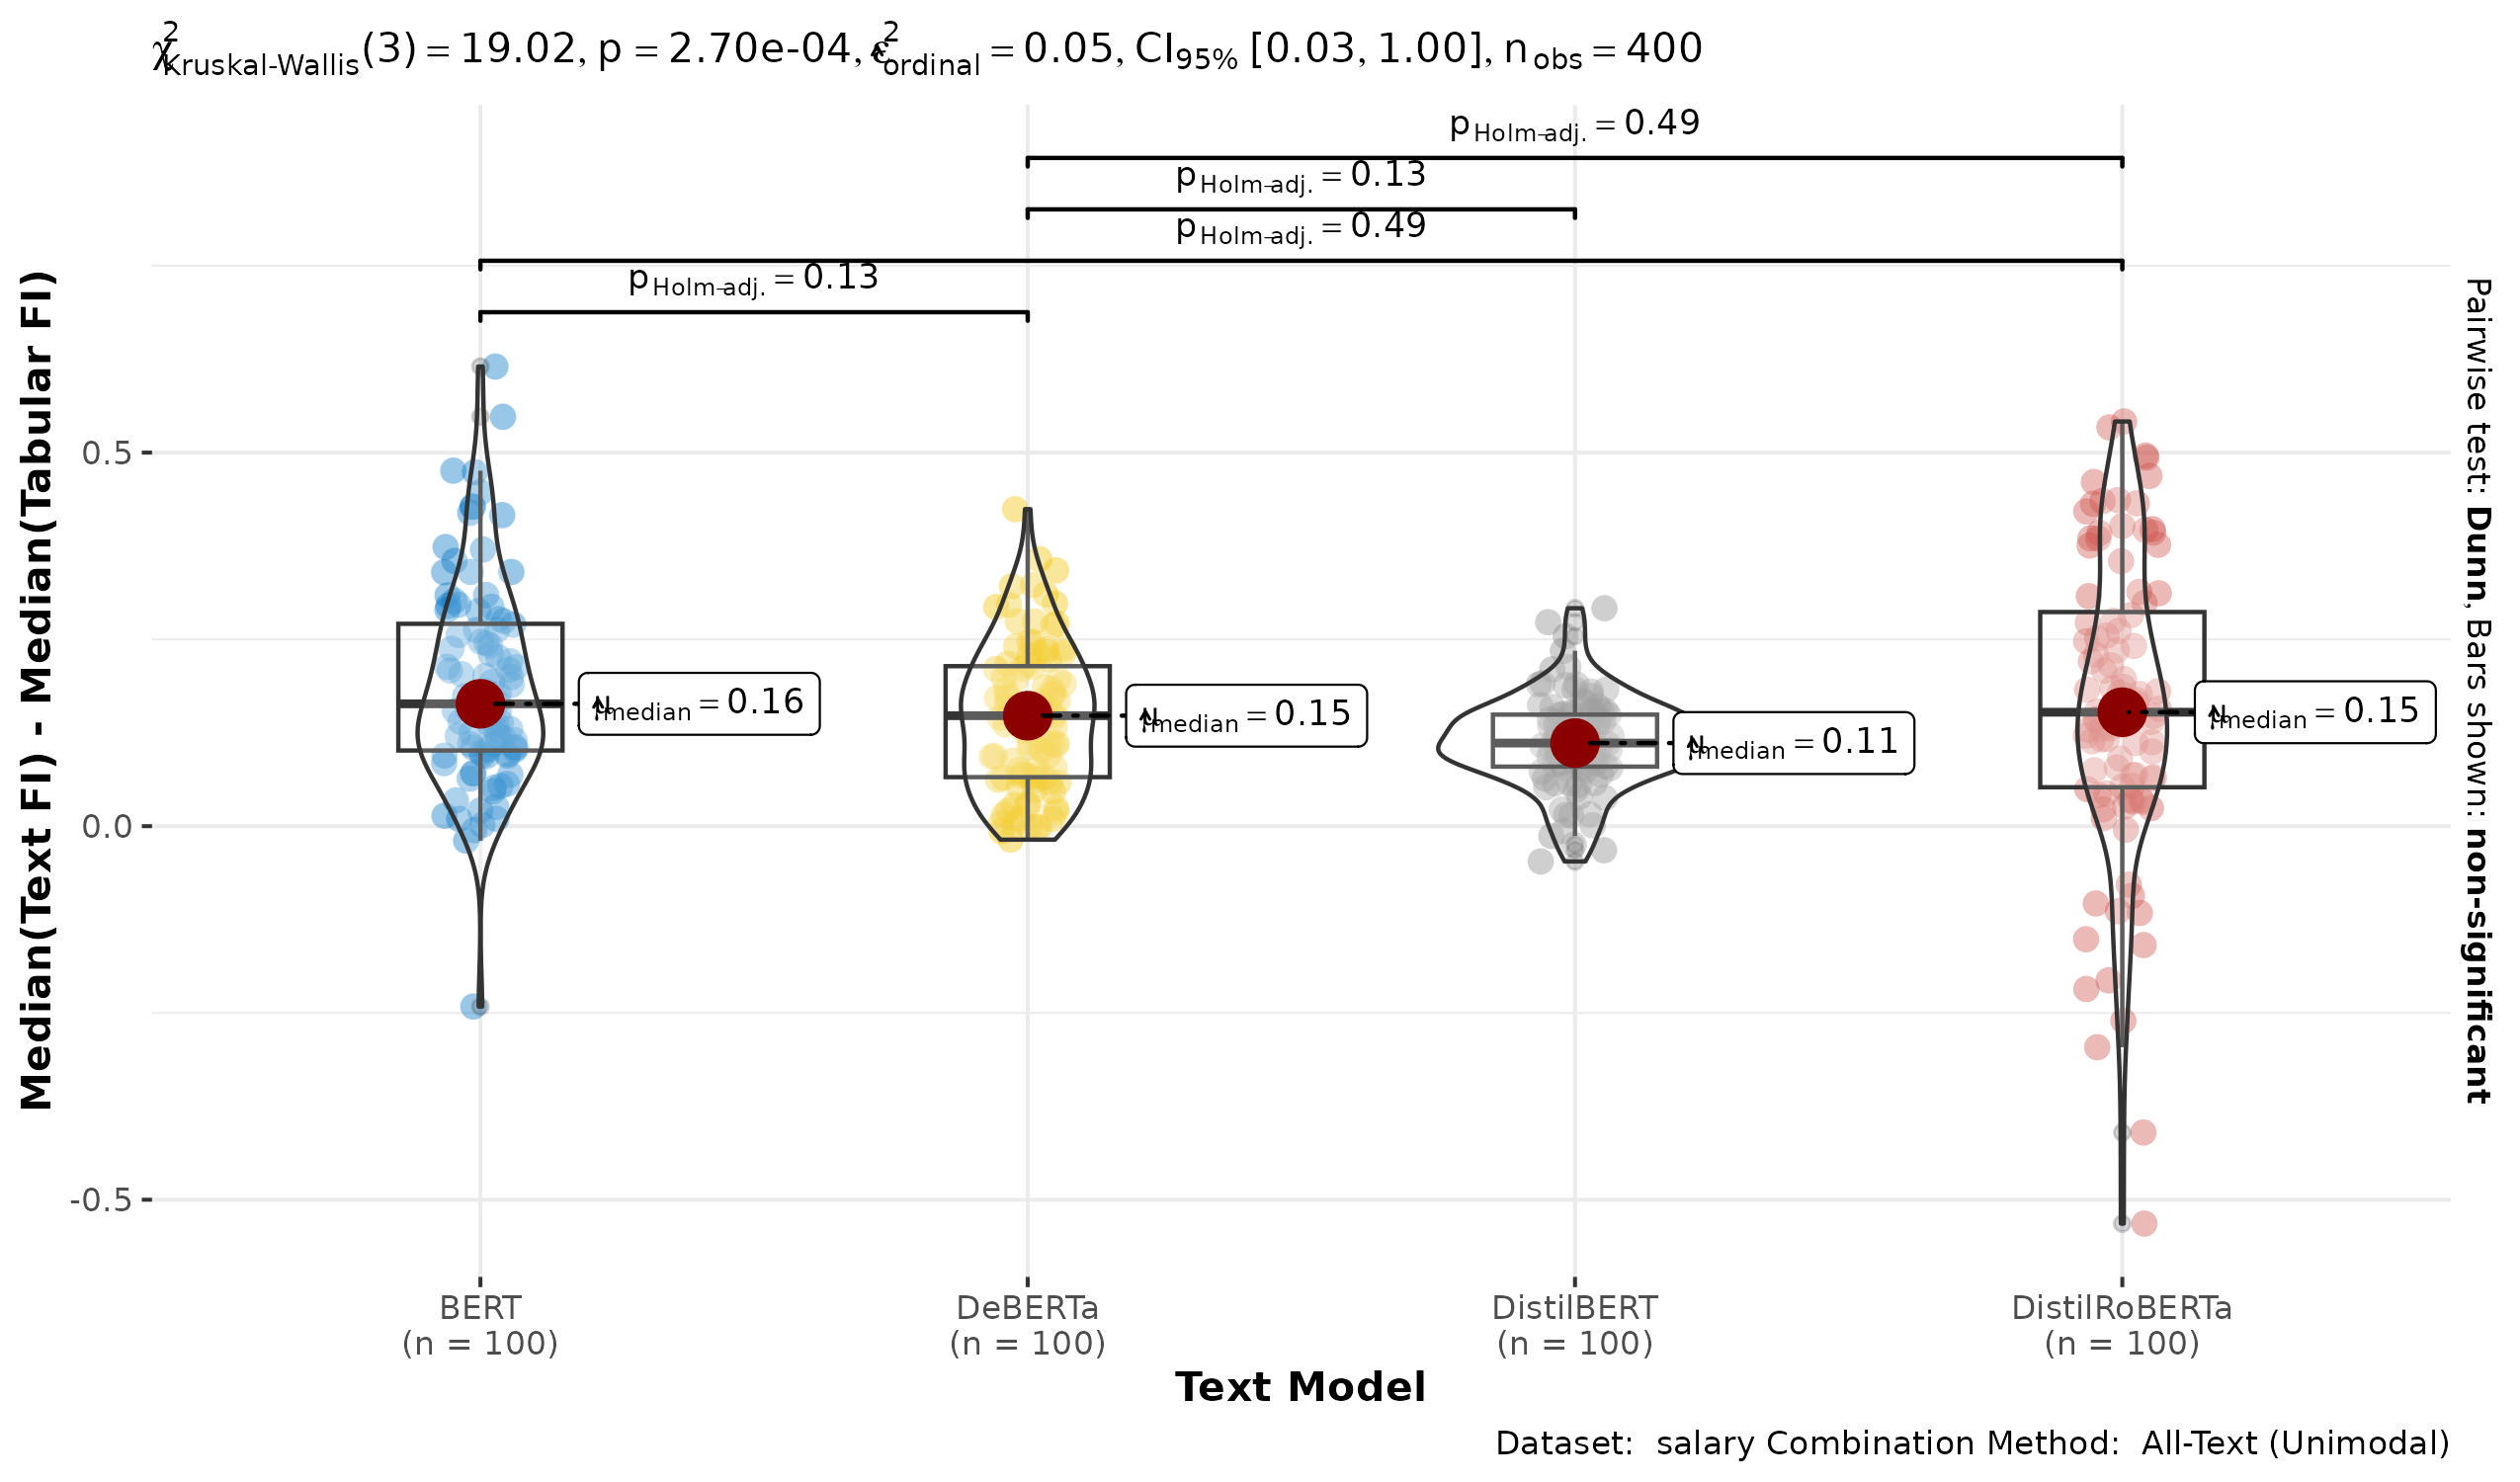 χ²Kruskal-Wallis(3) = 19.02, p = 2.70e-04, ε²ordinal = 0.05, CI95% [0.03, 1.00], nobs = 400
pHolm-adj. = 0.49
pHolm-adj. = 0.13
pHolm-adj. = 0.49
pHolm-adj. = 0.13
Median(Text FI) - Median(Tabular FI)
0.5
0.0
-0.5
μ̂median = 0.16
μ̂median = 0.15
μ̂median = 0.11
μ̂median = 0.15
Pairwise test: Dunn, Bars shown: non-significant
BERT
(n = 100)
DeBERTa
(n = 100)
DistilBERT
(n = 100)
DistilRoBERTa
(n = 100)
Text Model
Dataset:  salary Combination Method:  All-Text (Unimodal)